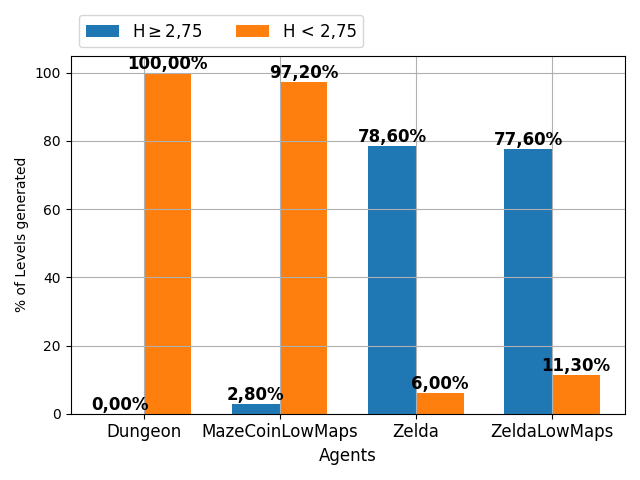 H ≥ 2,75 H < 2,75
% of Levels generated
100
80
60
40
20
0
0,00% 100,00%
2,80% 97,20%
78,60% 6,00%
77,60% 11,30%
Dungeon MazeCoinLowMaps Zelda ZeldaLowMaps
Agents